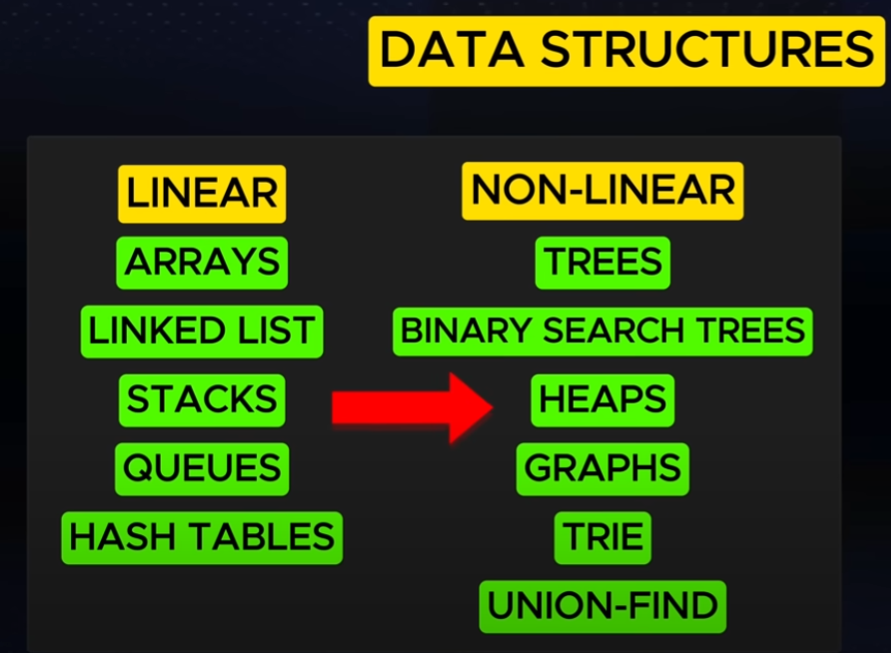 DATA STRUCTURES
LINEAR
ARRAYS
LINKED LIST
STACKS
QUEUES
HASH TABLES
NON-LINEAR
TREES
BINARY SEARCH TREES
HEAPS
GRAPHS
TRIE
UNION-FIND